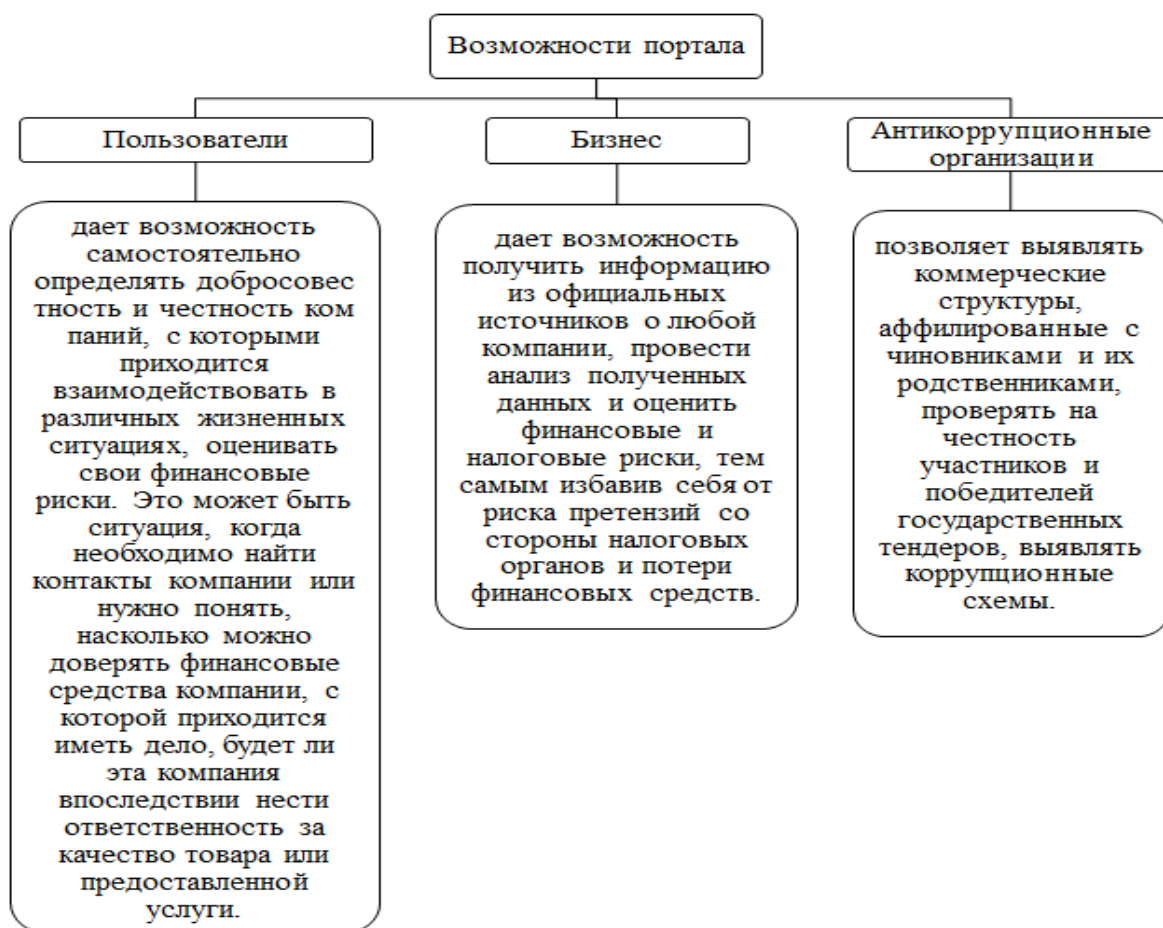 Возможности портала
Пользователи
дает возможность
самостоятельно
определять добросовес
тность и честность ком
паний, с которыми
приходится
взаимодействовать в
различных жизненных
ситуациях, оценивать
свои финансовые
риски. Это может быть
ситуация, когда
необходимо найти
контакты компании или
нужно понять,
насколько можно
доверять финансовые
средства компании, с
которой приходится
иметь дело, будет ли
эта компания
впоследствии нести
ответственность за
качество товара или
предоставленной
услуги.
Бизнес
дает возможность
получить информацию
из официальных
источников о любой
компании, провести
анализ полученных
данных и оценить
финансовые и
налоговые риски, тем
самым избавив себя от
риска претензий со
стороны налоговых
органов и потери
финансовых средств.
Антикоррупционные
организации
позволяет выявлять
коммерческие
структуры,
аффилированные с
чиновниками и их
родственниками,
проверять на
честность
участников и
победителей
государственных
тендеров, выявлять
коррупционные
схемы.